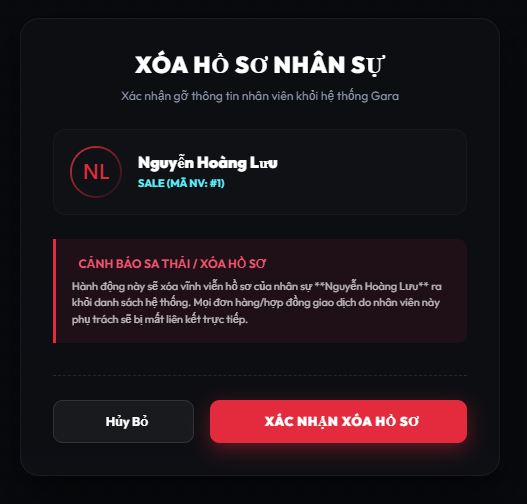 XÓA HỒ SƠ NHÂN SỰ
Xác nhận gỡ thông tin nhân viên khỏi hệ thống Gara
NL
Nguyễn Hoàng Lưu
SALE (MÃ NV: #1)
CẢNH BÁO SA THẢI / XÓA HỒ SƠ
Hành động này sẽ xóa vĩnh viễn hồ sơ của nhân sự **Nguyễn Hoàng Lưu** ra
khỏi danh sách hệ thống. Mọi đơn hàng/hợp đồng giao dịch do nhân viên này
phụ trách sẽ bị mất liên kết trực tiếp.
Hủy Bỏ
XÁC NHẬN XÓA HỒ SƠ